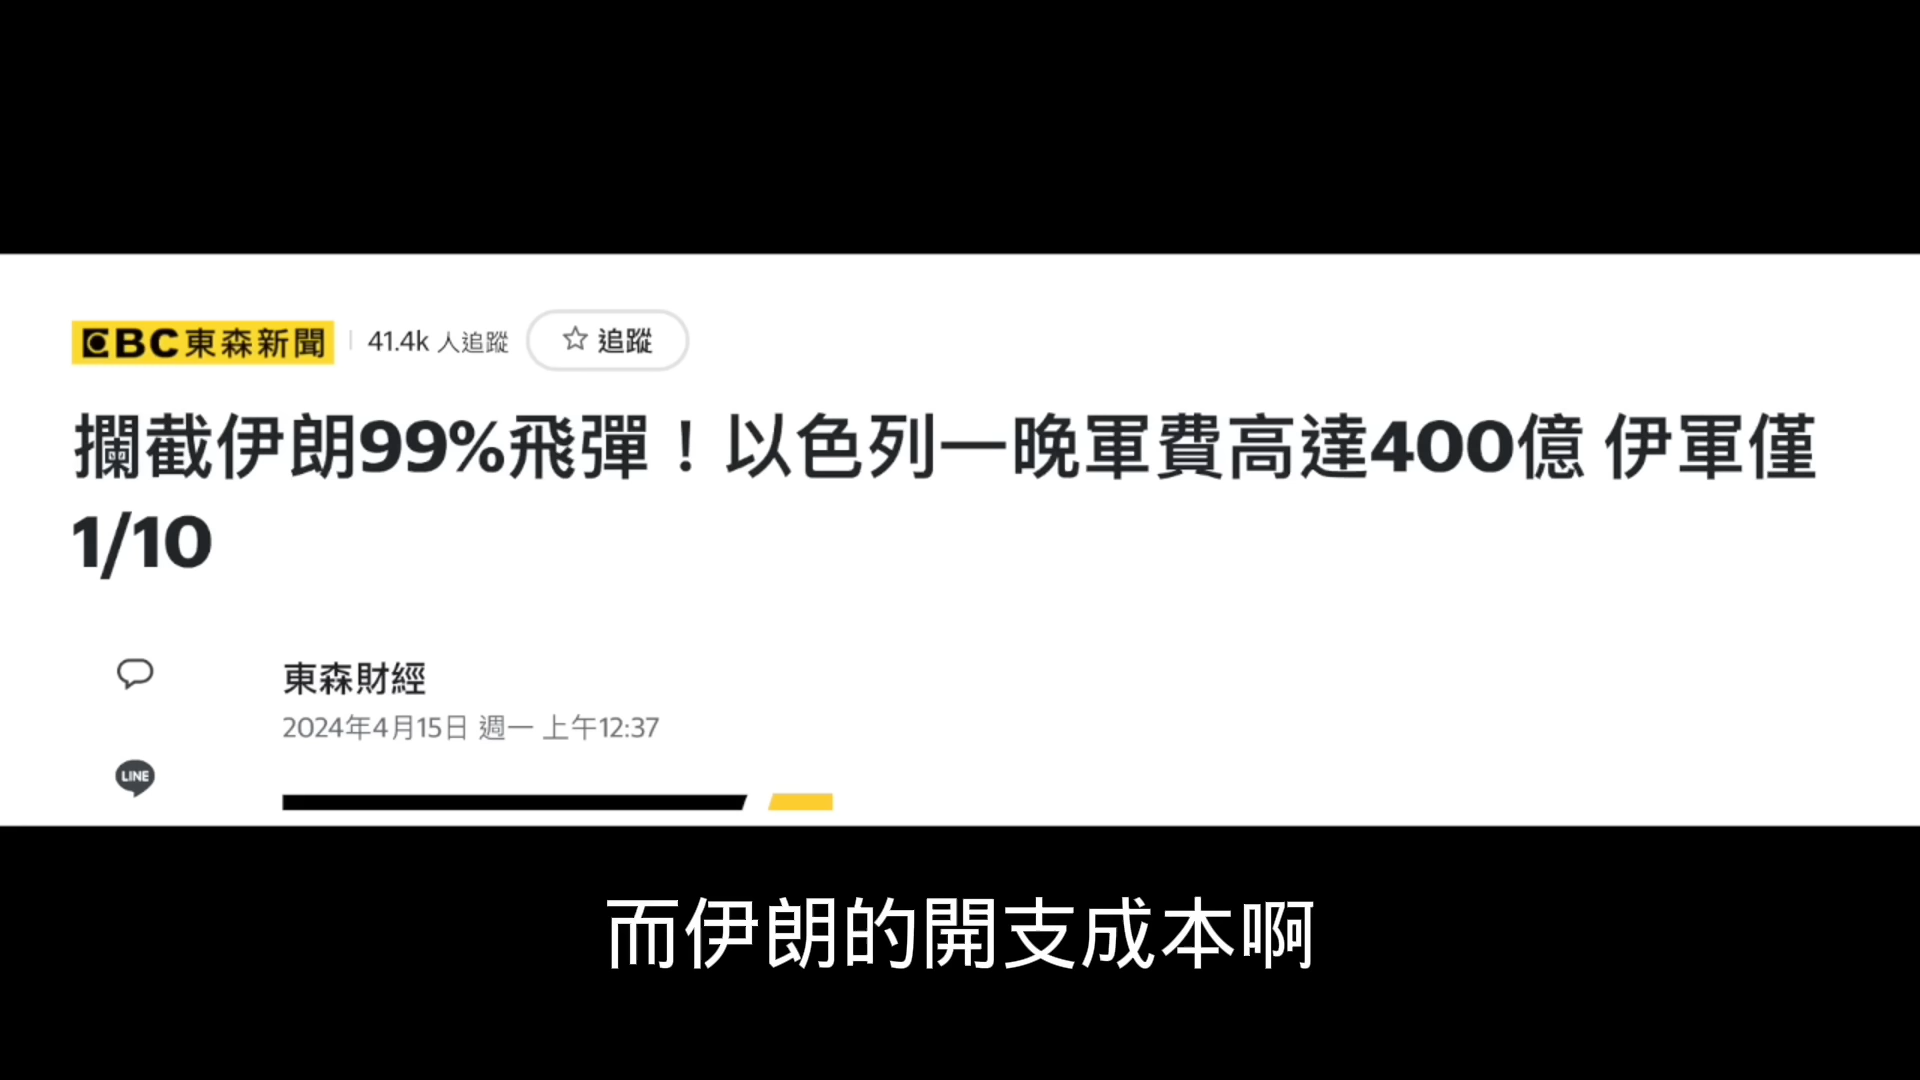 EBC東森新聞 41.4k 人追蹤 ☆ 追蹤
攔截伊朗99%飛彈！以色列一晚軍費高達400億 伊軍僅
1/10
東森財經
2024年4月15日 週一 上午12:37
LINE
而伊朗的開支成本啊